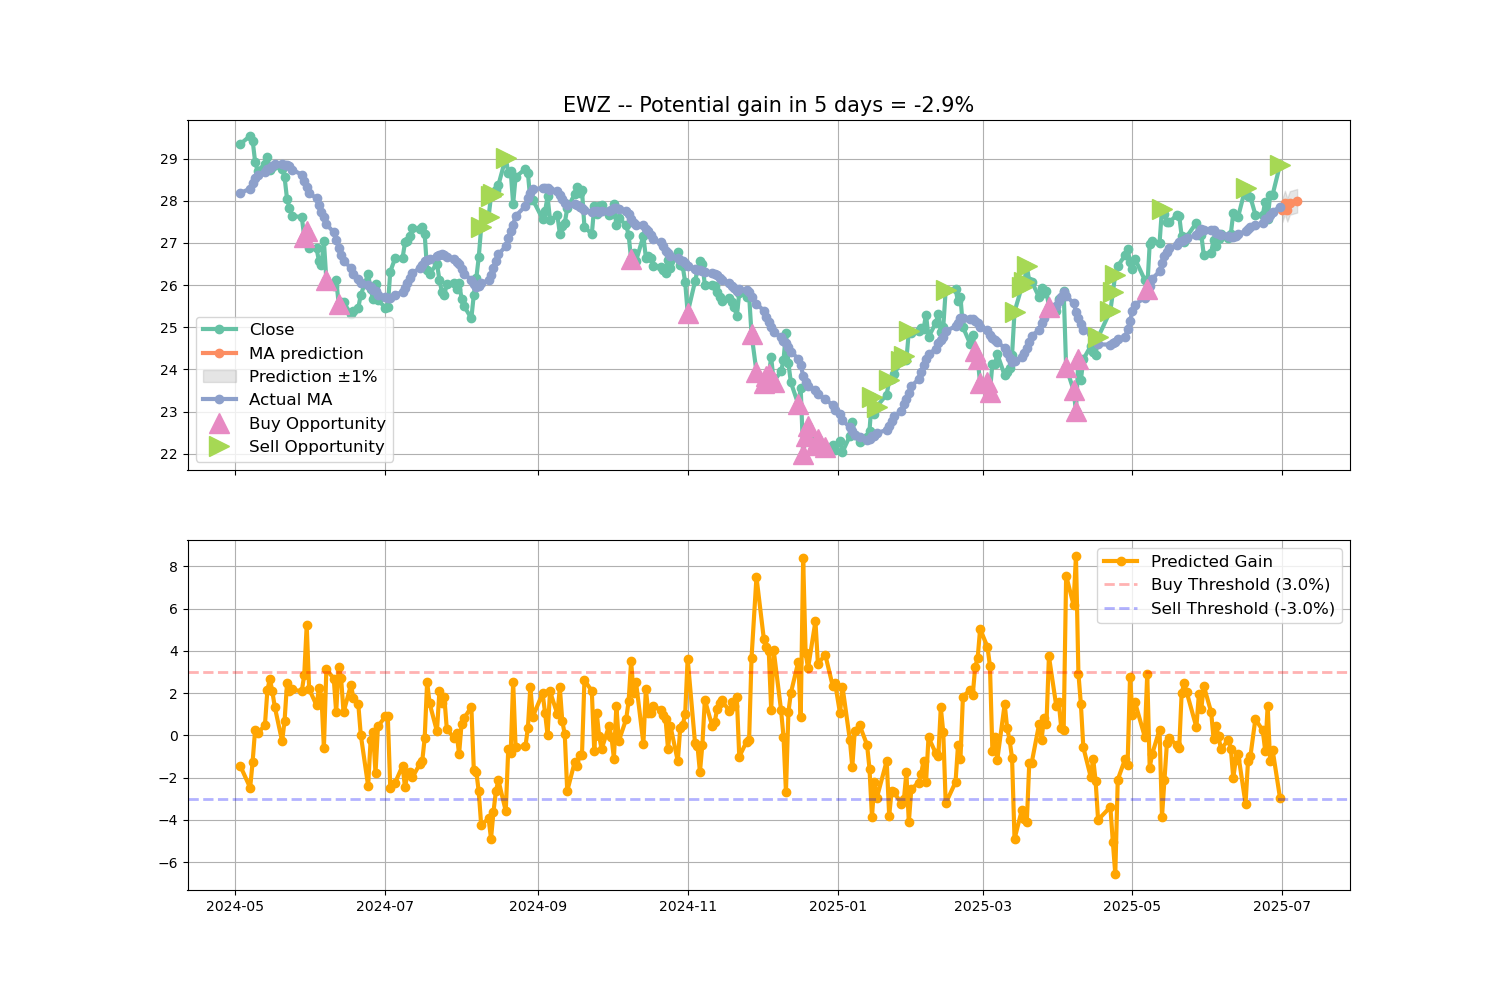 EWZ -- Potential gain in 5 days = -2.9%
29
28
27
26
25
24
23
22
Close
MA prediction
Prediction ±1%
Actual MA
Buy Opportunity
Sell Opportunity
8
6
4
2
0
−2
−4
−6
Predicted Gain
Buy Threshold (3.0%)
Sell Threshold (-3.0%)
2024-05
2024-07
2024-09
2024-11
2025-01
2025-03
2025-05
2025-07